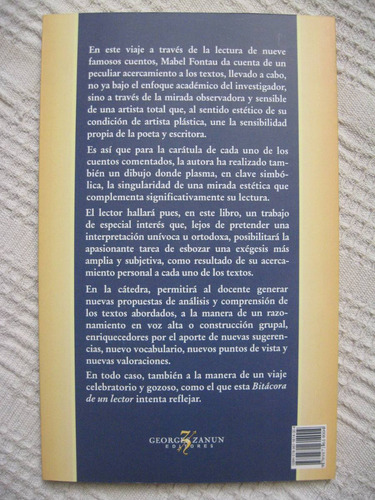 En este viaje a través de la lectura de nueve
famosos cuentos, Mabel Fontau da cuenta de un
peculiar acercamiento a los textos, llevado a cabo,
no ya bajo el enfoque académico del investigador,
sino a través de la mirada observadora y sensible
de una artista total que, al sentido estético de su
condición de artista plástica, une la sensibilidad
propia de la poeta y escritora.
Es así que para la carátula de cada uno de los
cuentos comentados, la autora ha realizado tam-
bién un dibujo donde plasma, en clave simbó-
lica, la singularidad de una mirada estética que
complementa significativamente su lectura.
El lector hallará pues, en este libro, un trabajo
de especial interés que, lejos de pretender una
interpretación unívoca u ortodoxa, posibilitará la
apasionante tarea de esbozar una exégesis más
amplia y subjetiva, como resultado de su acerca-
miento personal a cada uno de los textos.
En la cátedra, permitirá al docente generar
nuevas propuestas de análisis y comprensión de
los textos abordados, a la manera de un razo-
namiento en voz alta o construcción grupal,
enriquecedores por el aporte de nuevas sugeren-
cias, nuevo vocabulario, nuevos puntos de vista y
nuevas valoraciones.
En todo caso, también a la manera de un viaje
celebratorio y gozoso, como el que esta Bitácora
de un lector intenta reflejar.
GEORGE ZANUN
EDITORES